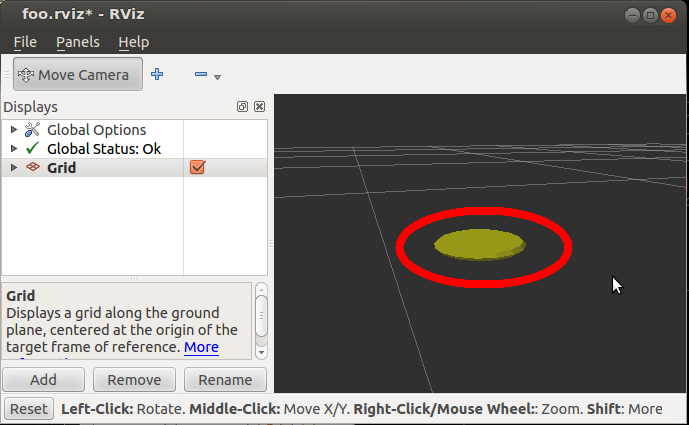 foo.rviz* - RViz
File Panels Help
Move Camera
Displays
Global Options
Global Status: Ok
Grid
Grid
Displays a grid along the ground
plane, centered at the origin of the
target frame of reference. More
Add Remove Rename
Reset Left-Click: Rotate. Middle-Click: Move X/Y. Right-Click/Mouse Wheel:: Zoom. Shift: More